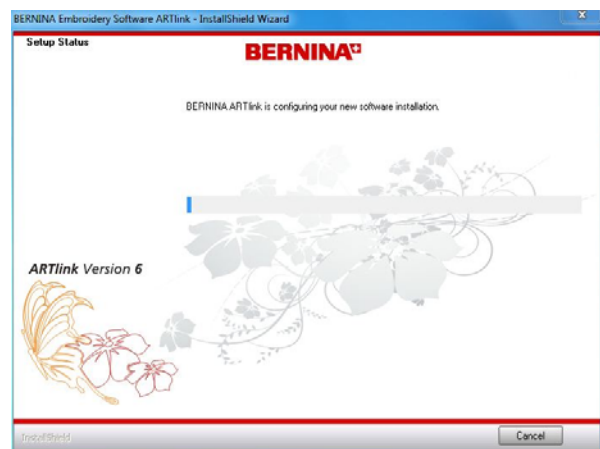 BERNINA Embroidery Software ARTlink - InstallShield Wizard
Setup Status
BERNINA
BERNINA ARTlink is configuring your new software installation.
ARTlink Version 6
InstallShield
Cancel